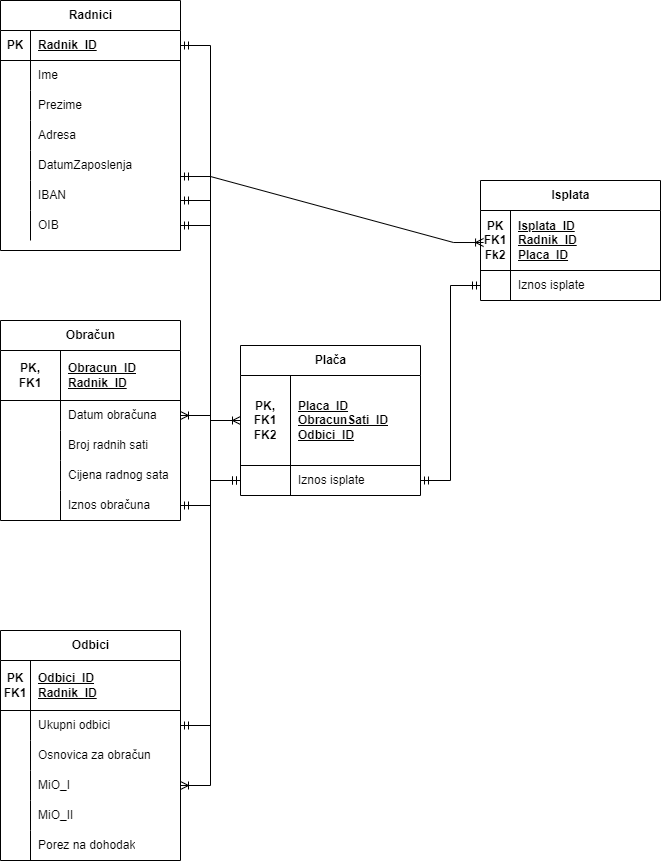 Radnici
PK Radnik_ID
Ime
Prezime
Adresa
DatumZaposlenja
IBAN
OIB
Isplata
PK Isplata_ID
FK1 Radnik_ID
Fk2 Placa_ID
Iznos isplate
Obračun
PK, Obracun_ID
FK1 Radnik_ID
Datum obračuna
Broj radnih sati
Cijena radnog sata
Iznos obračuna
Plača
PK, Placa_ID
FK1 ObracunSati_ID
FK2 Odbici_ID
Iznos isplate
Odbici
PK Odbici_ID
FK1 Radnik_ID
Ukupni odbici
Osnovica za obračun
MiO_I
MiO_II
Porez na dohodak